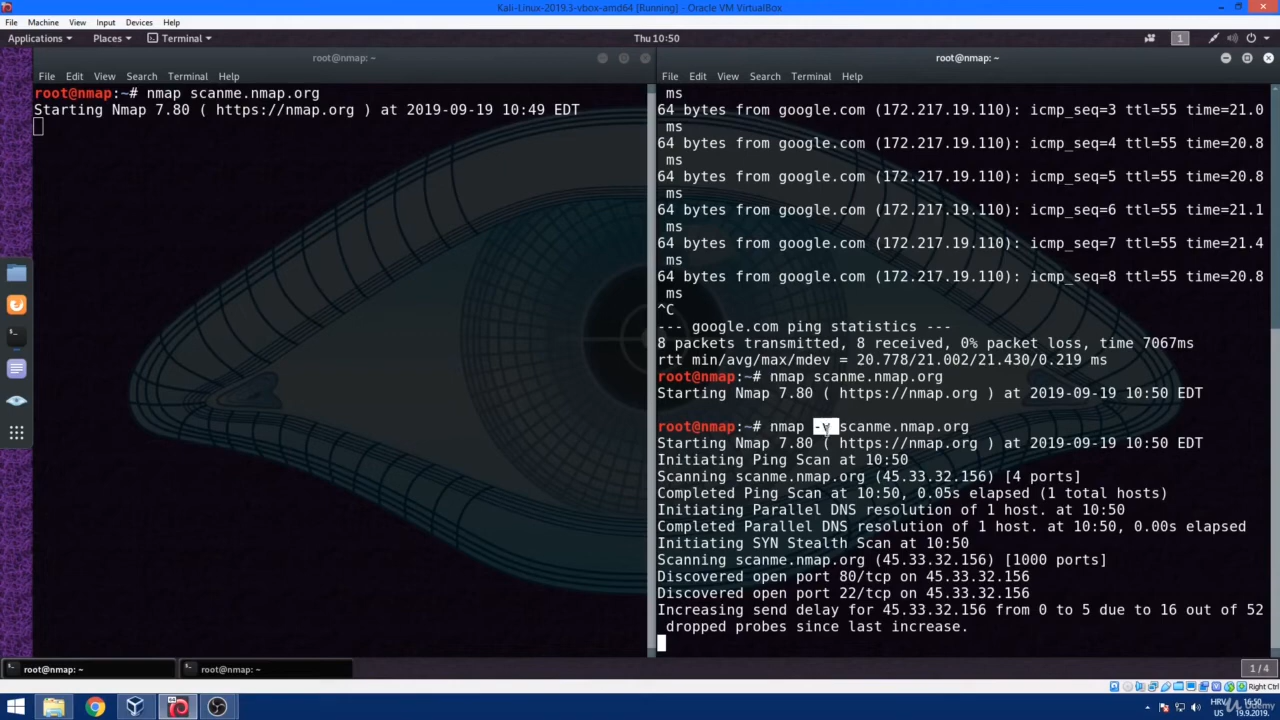 Kali-Linux-2019.3-vbox-amd64 [Running] - Oracle VM VirtualBox
File Machine View Input Devices Help
Applications Places Terminal Thu 10:50 1
root@nmap: ~
File Edit View Search Terminal Help
root@nmap:~# nmap scanme.nmap.org
Starting Nmap 7.80 ( https://nmap.org ) at 2019-09-19 10:49 EDT
root@nmap: ~
File Edit View Search Terminal Help
ms
64 bytes from google.com (172.217.19.110): icmp_seq=3 ttl=55 time=21.0
ms
64 bytes from google.com (172.217.19.110): icmp_seq=4 ttl=55 time=20.8
ms
64 bytes from google.com (172.217.19.110): icmp_seq=5 ttl=55 time=20.8
ms
64 bytes from google.com (172.217.19.110): icmp_seq=6 ttl=55 time=21.1
ms
64 bytes from google.com (172.217.19.110): icmp_seq=7 ttl=55 time=21.4
ms
64 bytes from google.com (172.217.19.110): icmp_seq=8 ttl=55 time=20.8
ms
^C
--- google.com ping statistics ---
8 packets transmitted, 8 received, 0% packet loss, time 7067ms
rtt min/avg/max/mdev = 20.778/21.002/21.430/0.219 ms
root@nmap:~# nmap scanme.nmap.org
Starting Nmap 7.80 ( https://nmap.org ) at 2019-09-19 10:50 EDT
root@nmap:~# nmap -v scanme.nmap.org
Starting Nmap 7.80 ( https://nmap.org ) at 2019-09-19 10:50 EDT
Initiating Ping Scan at 10:50
Scanning scanme.nmap.org (45.33.32.156) [4 ports]
Completed Ping Scan at 10:50, 0.05s elapsed (1 total hosts)
Initiating Parallel DNS resolution of 1 host. at 10:50
Completed Parallel DNS resolution of 1 host. at 10:50, 0.00s elapsed
Initiating SYN Stealth Scan at 10:50
Scanning scanme.nmap.org (45.33.32.156) [1000 ports]
Discovered open port 80/tcp on 45.33.32.156
Discovered open port 22/tcp on 45.33.32.156
Increasing send delay for 45.33.32.156 from 0 to 5 due to 16 out of 52
dropped probes since last increase.
root@nmap: ~ root@nmap: ~ 1 / 4
Right Ctrl
HRV 16:50
US 19.9.2019.
Udemy